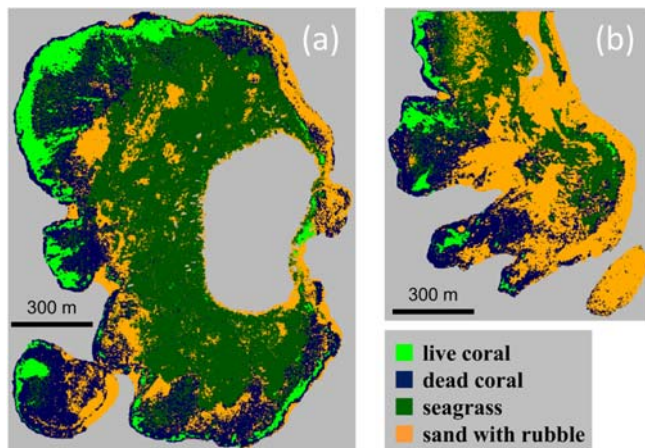 (a)
(b)
300 m
300 m
live coral
dead coral
seagrass
sand with rubble